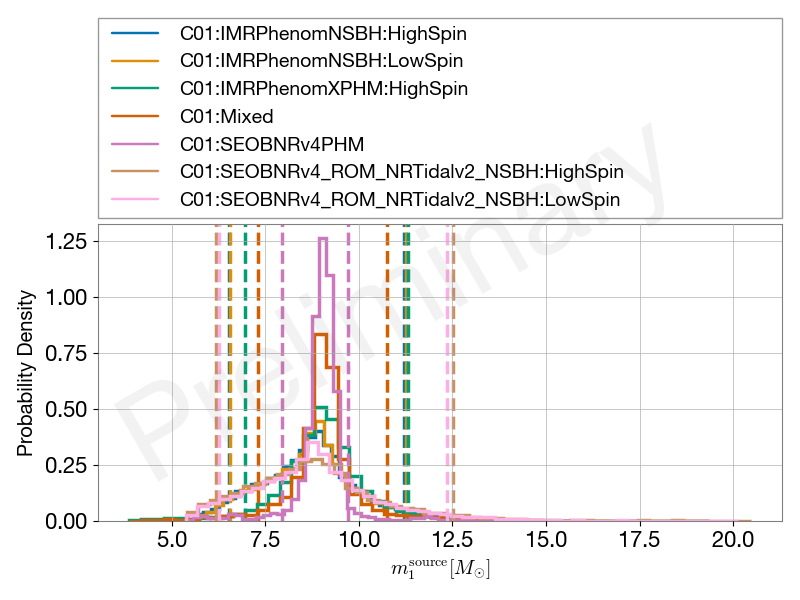 C01:IMRPhenomNSBH:HighSpin
C01:IMRPhenomNSBH:LowSpin
C01:IMRPhenomXPHM:HighSpin
C01:Mixed
C01:SEOBNRv4PHM
C01:SEOBNRv4_ROM_NRTidalv2_NSBH:HighSpin
C01:SEOBNRv4_ROM_NRTidalv2_NSBH:LowSpin
Preliminary
Probability Density
1.25
1.00
0.75
0.50
0.25
0.00
5.0 7.5 10.0 12.5 15.0 17.5 20.0
m₁^source [M⊙]